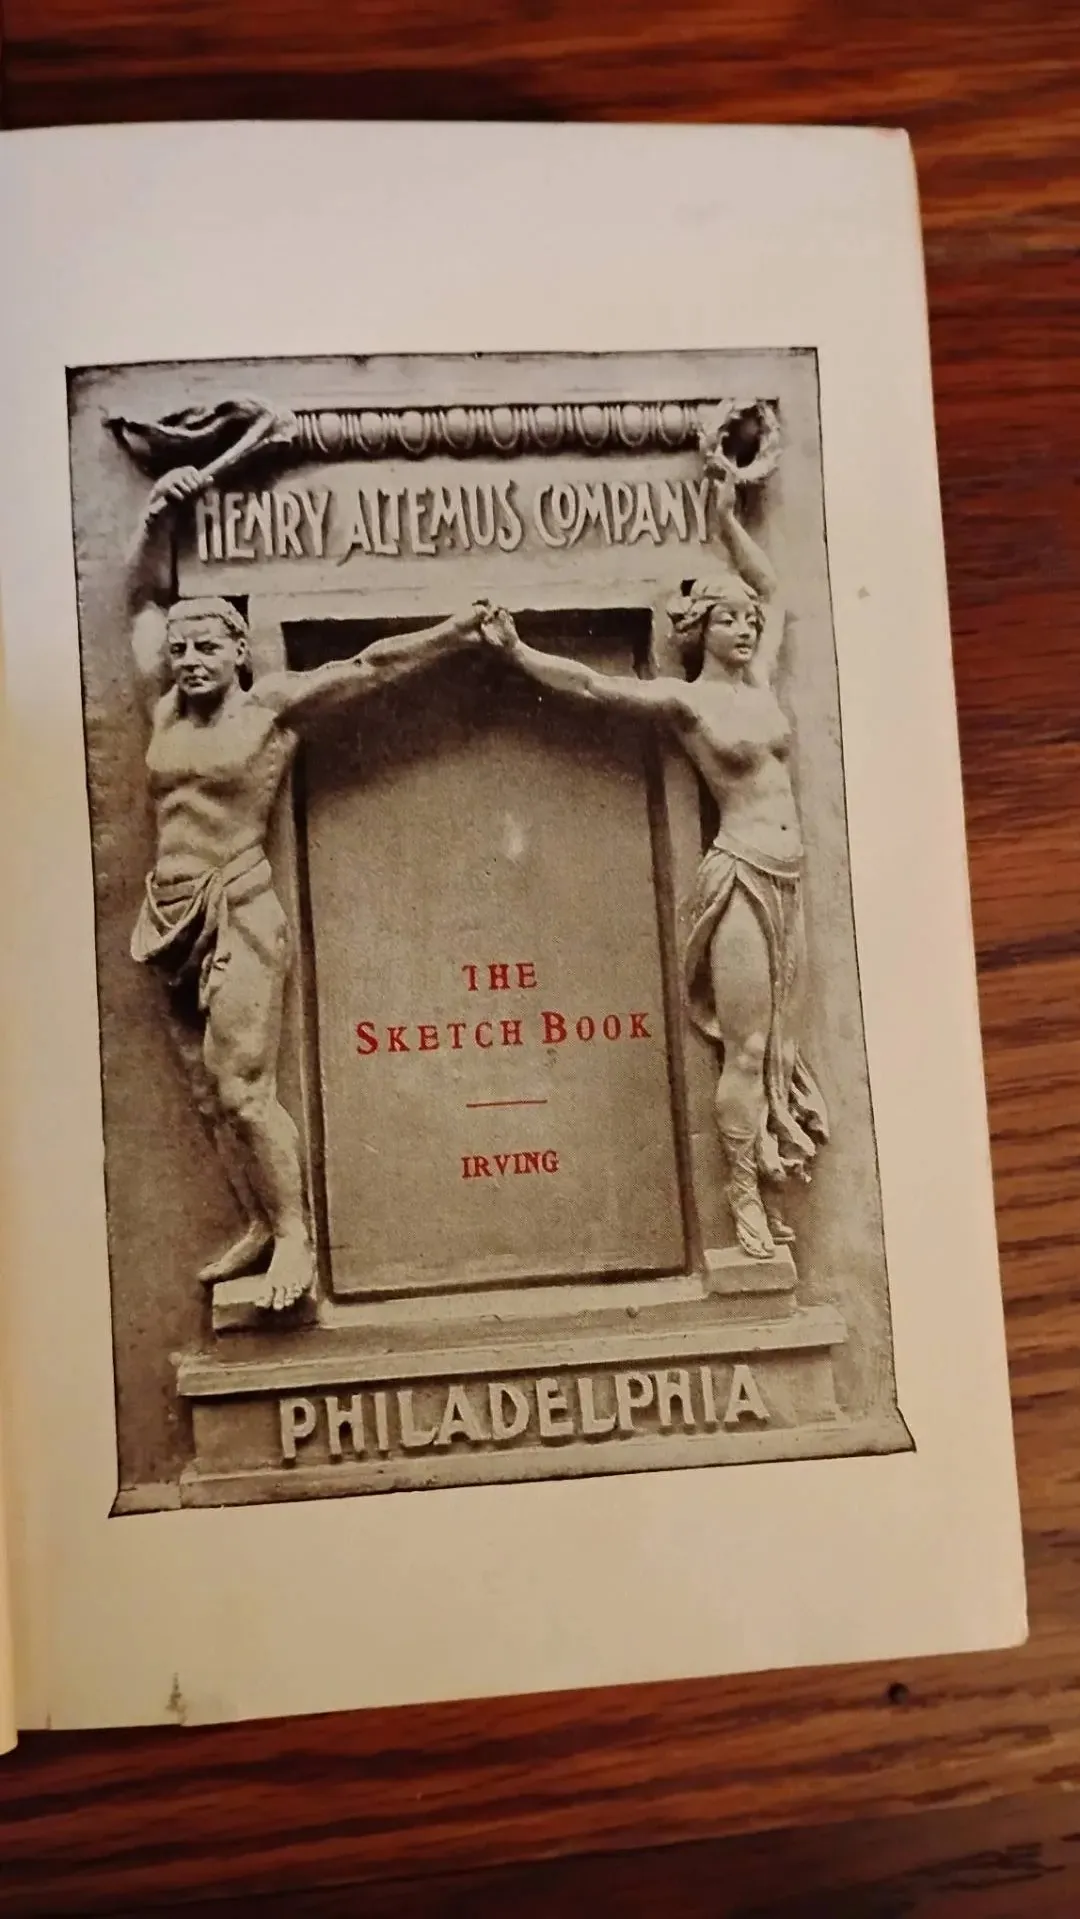 HENRY ALTEMUS COMPANY
THE
SKETCH BOOK
IRVING
PHILADELPHIA